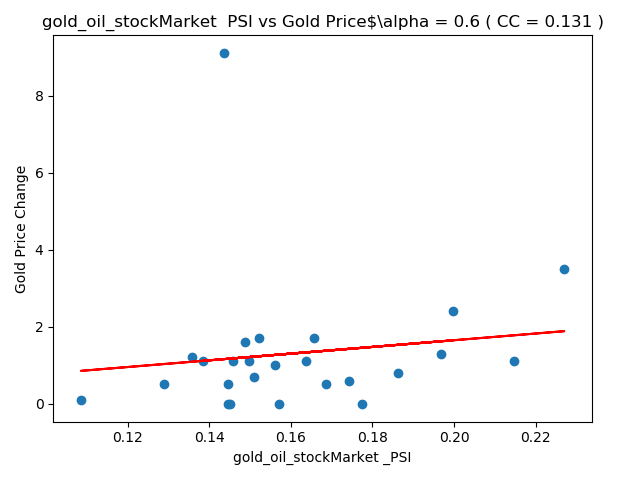 gold_oil_stockMarket  PSI vs Gold Price$\alpha = 0.6 ( CC = 0.131 )
8
6
4
2
0
Gold Price Change
0.12 0.14 0.16 0.18 0.20 0.22
gold_oil_stockMarket _PSI